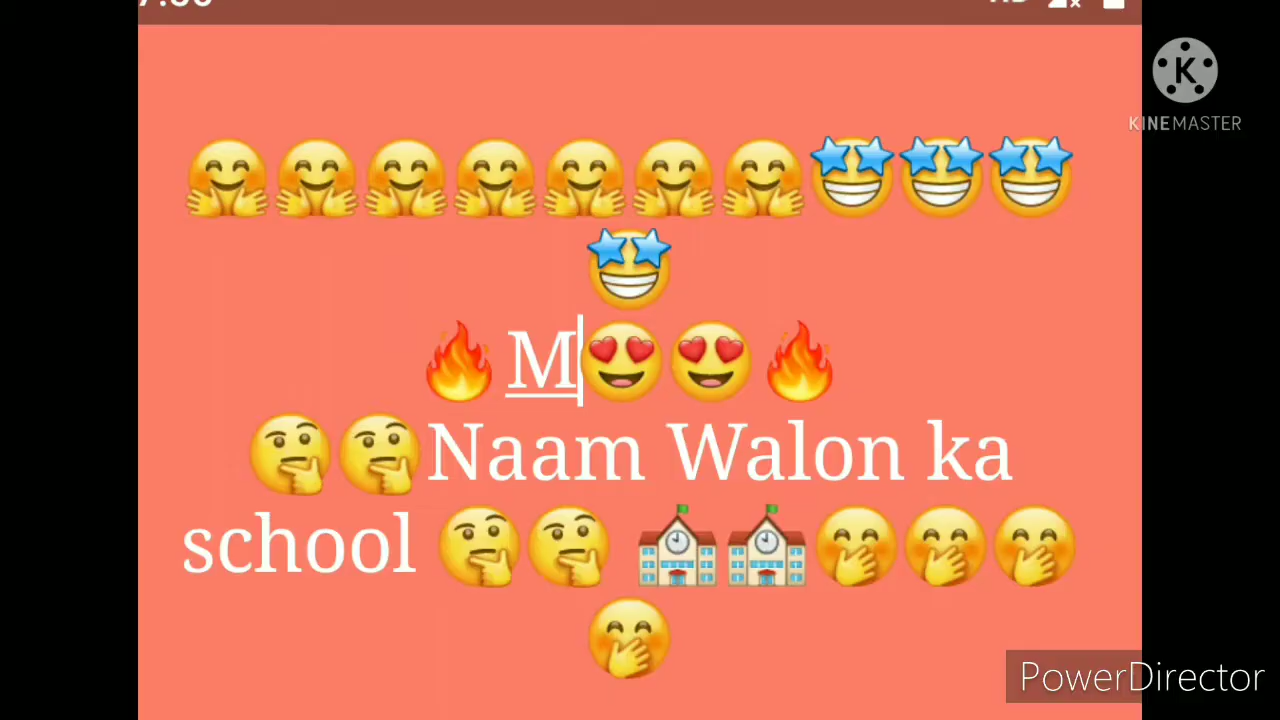 K
KINEMASTER
🤗🤗🤗🤗🤗🤗🤗🤩🤩🤩
🤩
🔥 M😍😍 🔥
🤔🤔Naam Walon ka
school 🤔🤔 🏫🏫🤭🤭🤭
🤭
PowerDirector